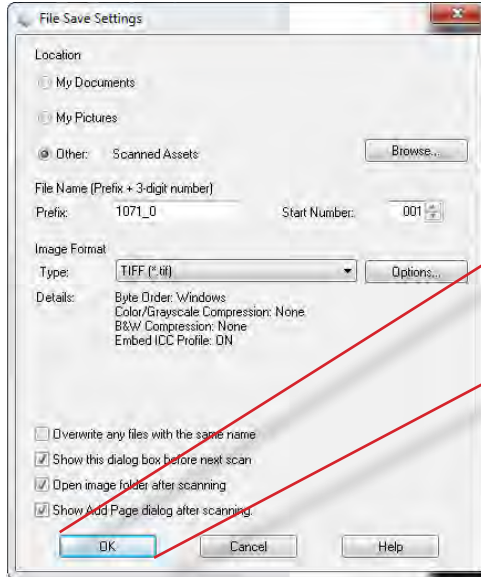 File Save Settings
Location
My Documents
My Pictures
Other: Scanned Assets Browse...
File Name (Prefix + 3-digit number)
Prefix: 1071_0 Start Number: 001
Image Format
Type: TIFF (*.tif) Options...
Details: Byte Order: Windows
Color/Grayscale Compression: None
B&W Compression: None
Embed ICC Profile: ON
Overwrite any files with the same name
Show this dialog box before next scan
Open image folder after scanning
Show Add Page dialog after scanning.
OK Cancel Help